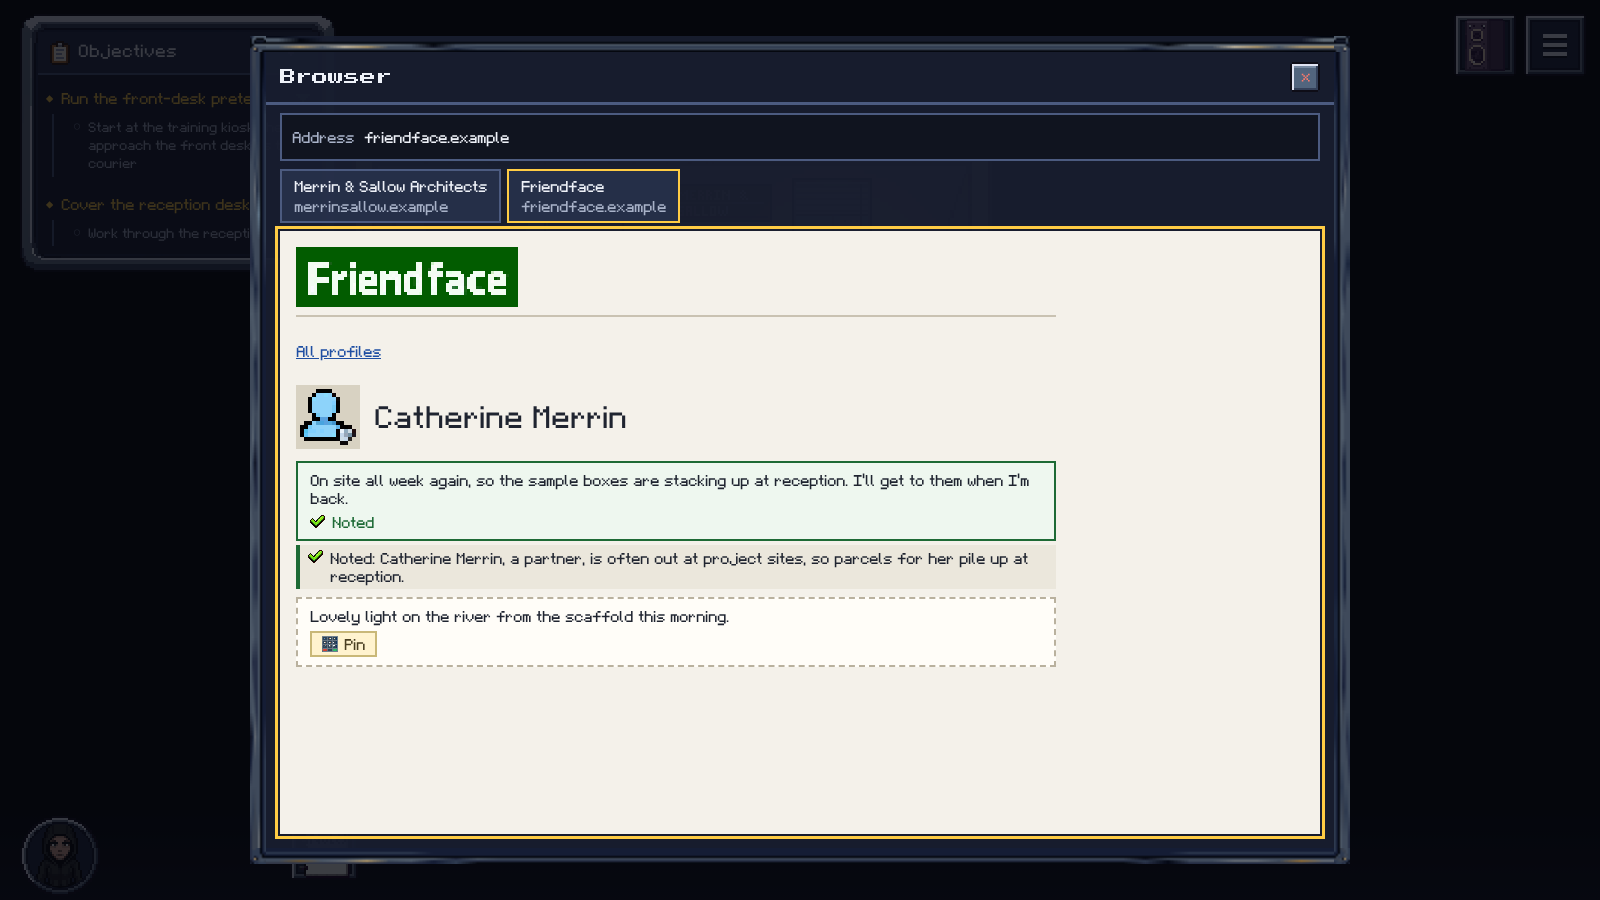 Objectives
Run the front-desk prete
Start at the training kiosk
approach the front desk
courier
Cover the reception desk
Work through the recepti
Browser
Address friendface.example
Merrin & Sallow Architects
merrinsallow.example
Friendface
friendface.example
Friendface
All profiles
Catherine Merrin
On site all week again, so the sample boxes are stacking up at reception. I'll get to them when I'm
back.
Noted
Noted: Catherine Merrin, a partner, is often out at project sites, so parcels for her pile up at
reception.
Lovely light on the river from the scaffold this morning.
Pin